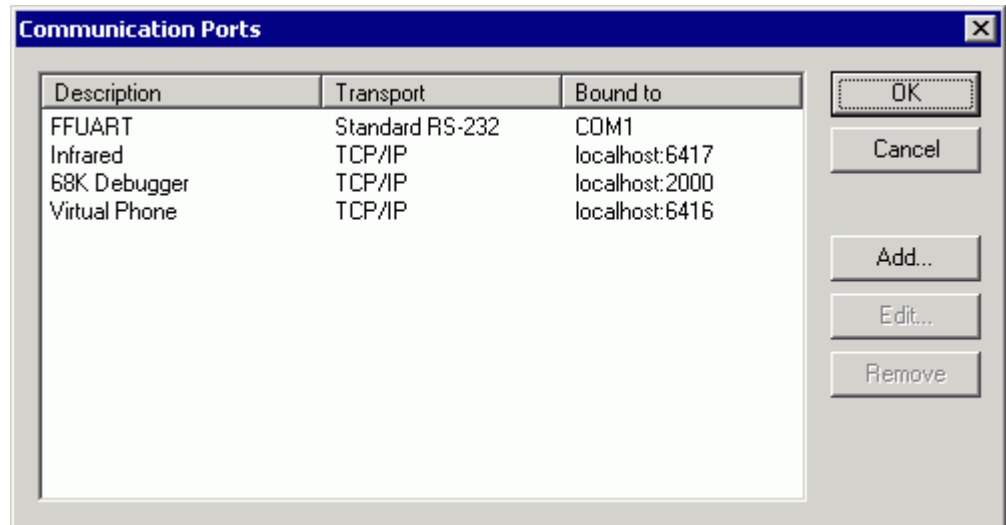 Communication Ports
Description Transport Bound to
FFUART Standard RS-232 COM1
Infrared TCP/IP localhost:6417
68K Debugger TCP/IP localhost:2000
Virtual Phone TCP/IP localhost:6416
OK
Cancel
Add...
Edit...
Remove